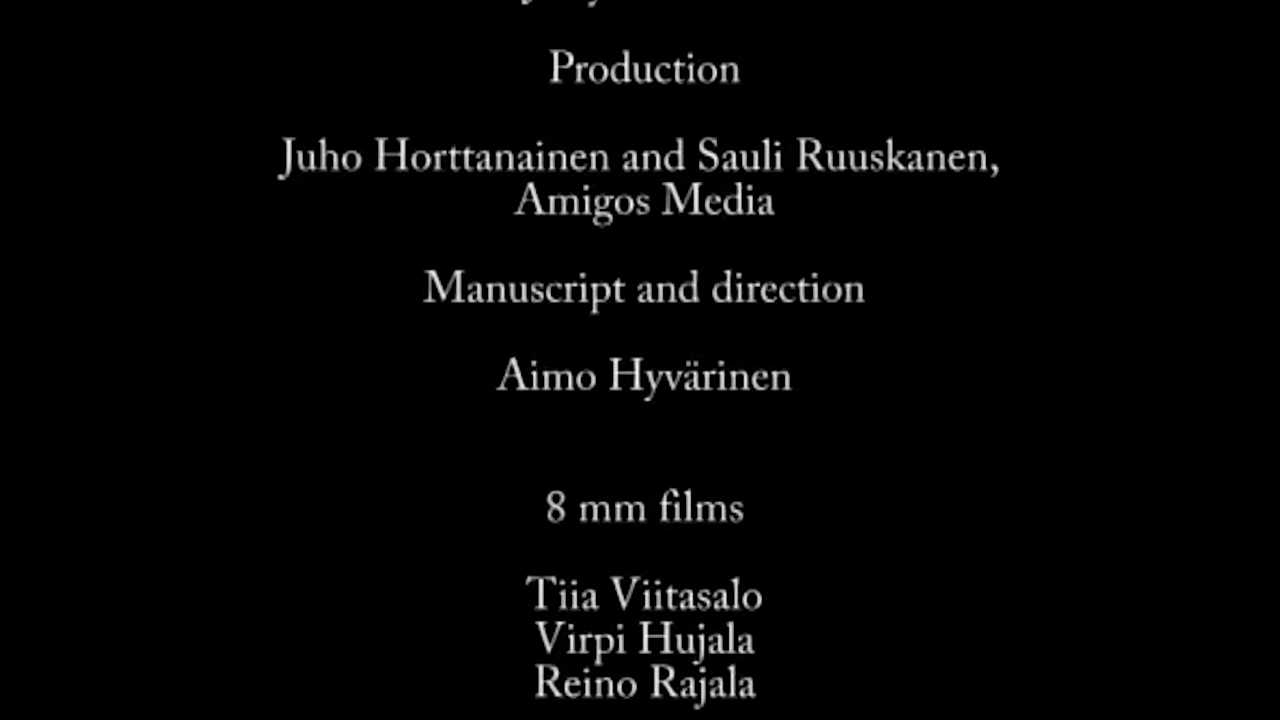 Production
Juho Horttanainen and Sauli Ruuskanen,
Amigos Media
Manuscript and direction
Aimo Hyvärinen
8 mm films
Tiia Viitasalo
Virpi Hujala
Reino Rajala